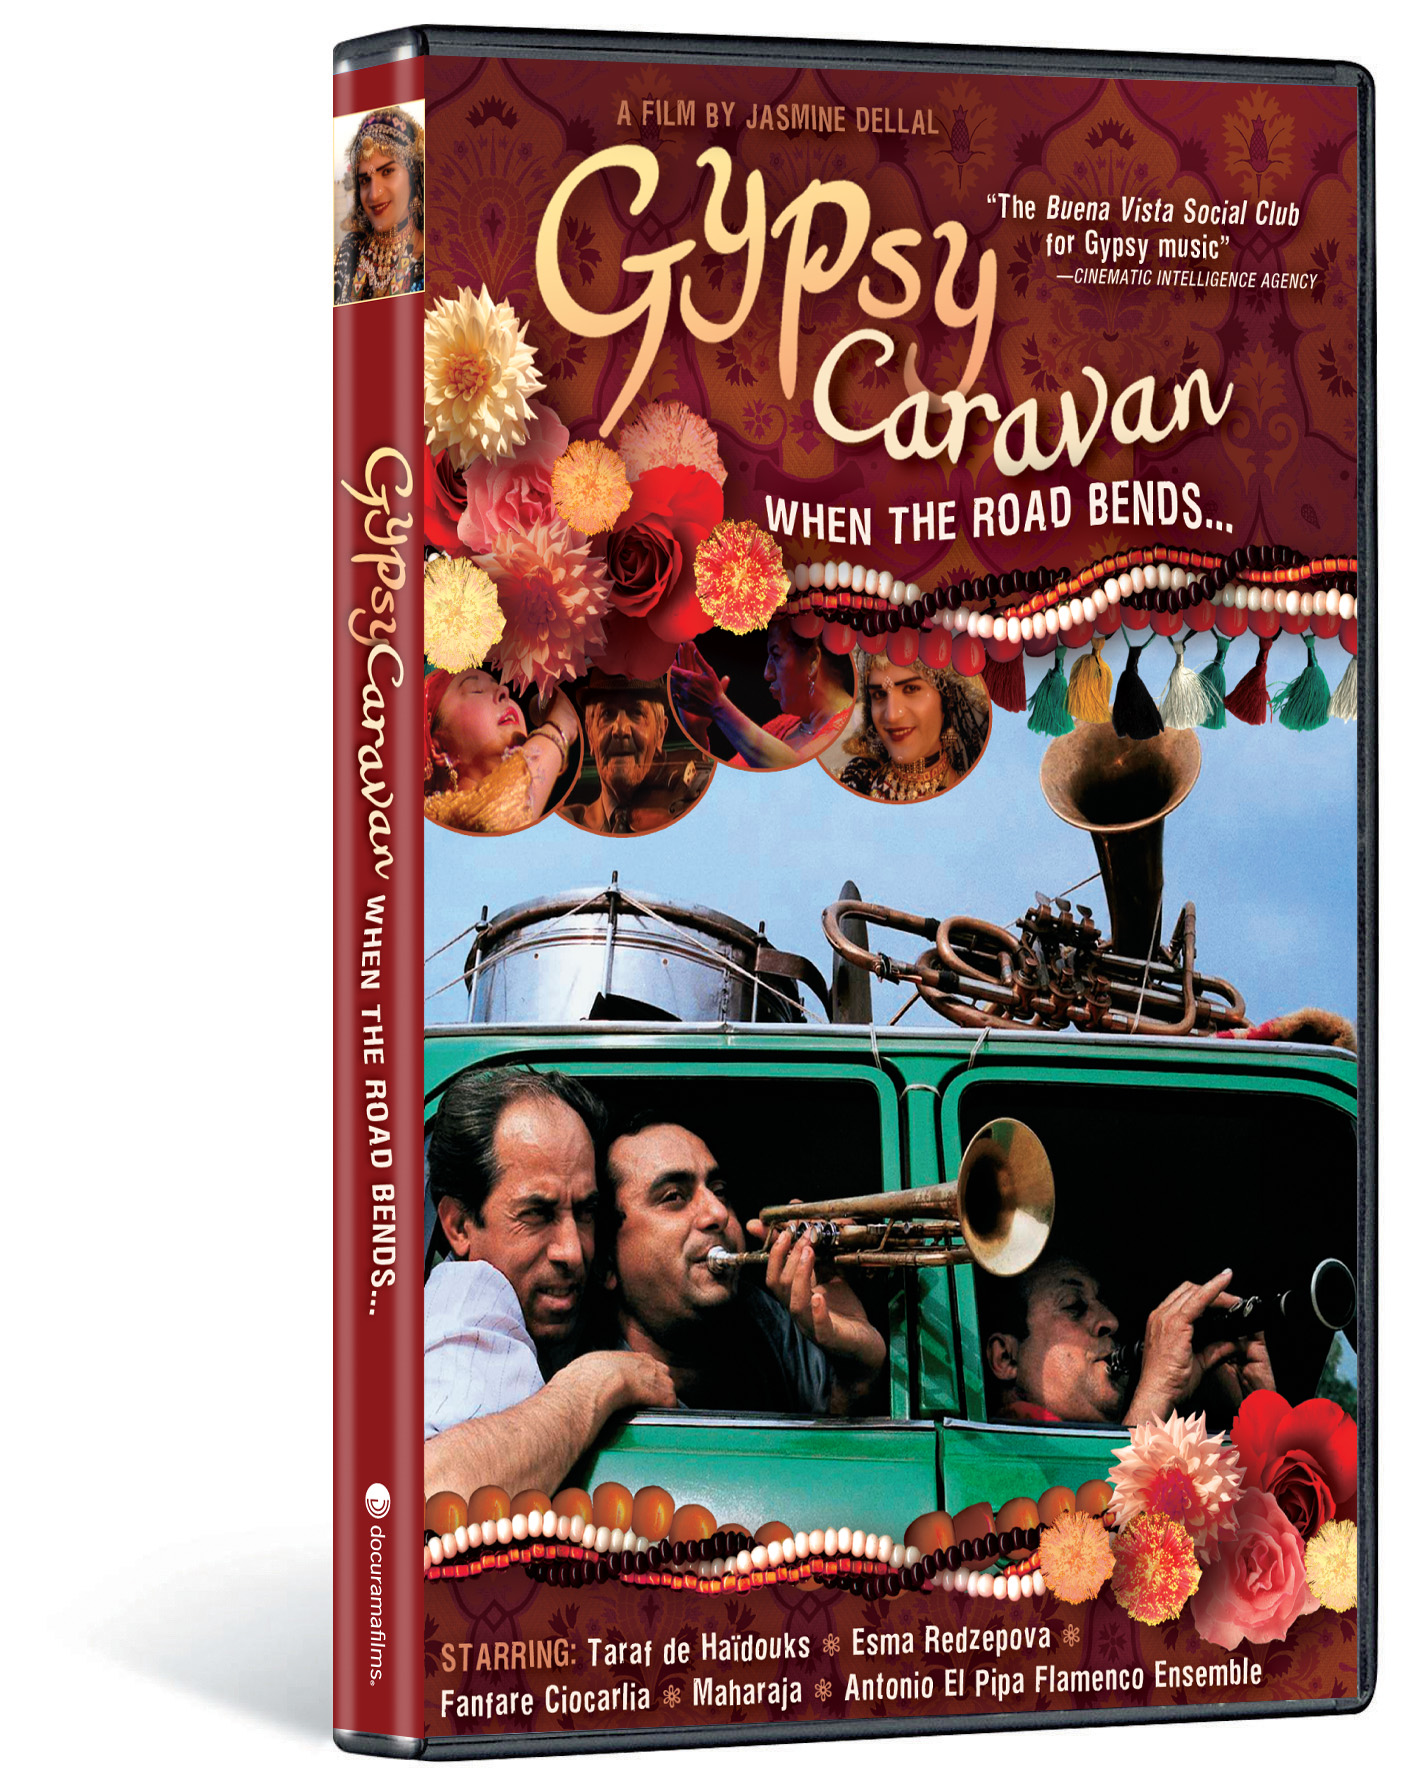 A FILM BY JASMINE DELLAL
Gypsy
Caravan
WHEN THE ROAD BENDS...
“The Buena Vista Social Club
for Gypsy music”
—CINEMATIC INTELLIGENCE AGENCY
STARRING: Taraf de Haïdouks ❊ Esma Redzepova ❊
Fanfare Ciocarlia ❊ Maharaja ❊ Antonio El Pipa Flamenco Ensemble
Gypsy Caravan WHEN THE ROAD BENDS...
docuramafilms®